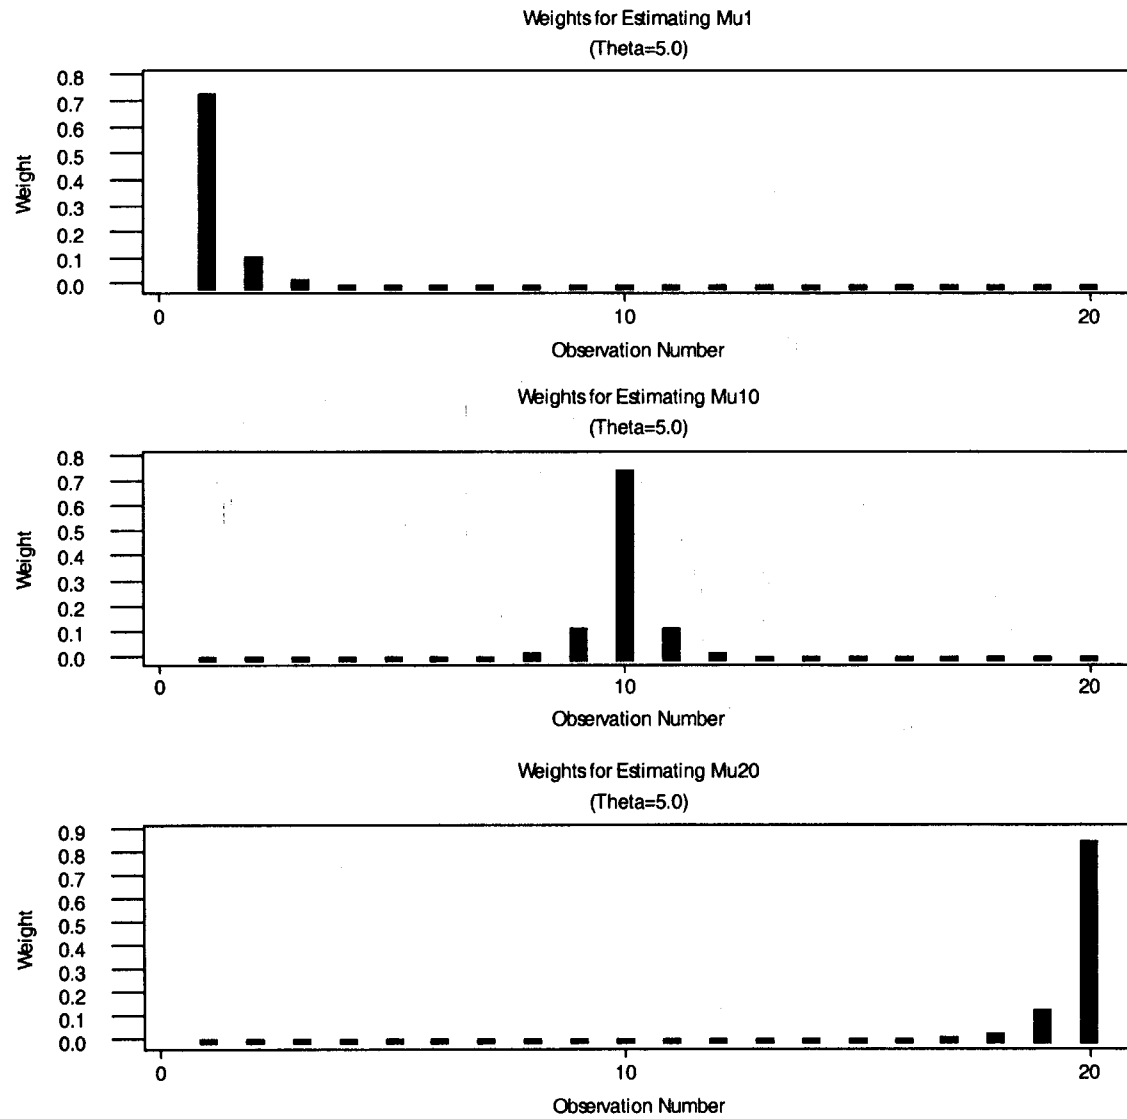 Weights for Estimating Mu1
(Theta=5.0)
0.8
0.7
0.6
0.5
0.4
0.3
0.2
0.1
0.0
Weight
0 10 20
Observation Number
Weights for Estimating Mu10
(Theta=5.0)
0.8
0.7
0.6
0.5
0.4
0.3
0.2
0.1
0.0
Weight
0 10 20
Observation Number
Weights for Estimating Mu20
(Theta=5.0)
0.9
0.8
0.7
0.6
0.5
0.4
0.3
0.2
0.1
0.0
Weight
0 10 20
Observation Number